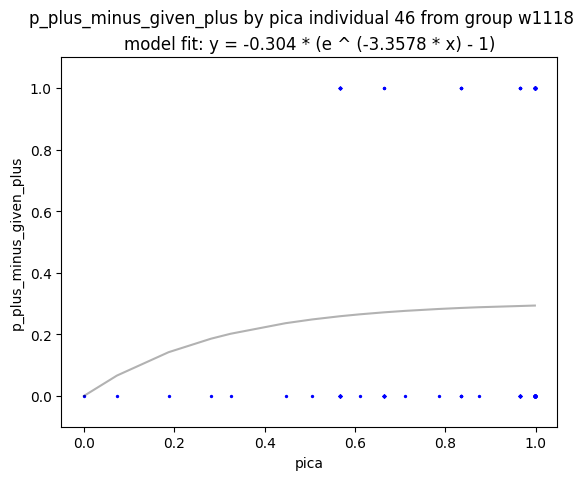 p_plus_minus_given_plus by pica individual 46 from group w1118
model fit: y = -0.304 * (e ^ (-3.3578 * x) - 1)
1.0
0.8
0.6
0.4
0.2
0.0
p_plus_minus_given_plus
0.0 0.2 0.4 0.6 0.8 1.0
pica